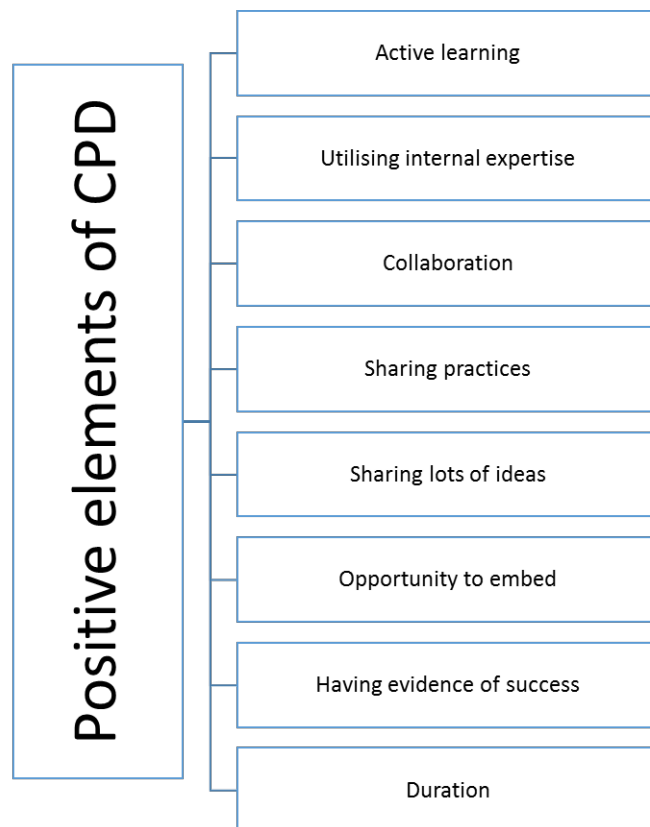 Positive elements of CPD
Active learning
Utilising internal expertise
Collaboration
Sharing practices
Sharing lots of ideas
Opportunity to embed
Having evidence of success
Duration